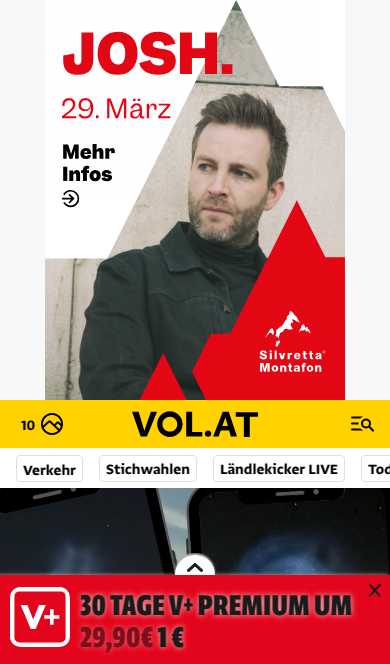 JOSH.
29. März
Mehr
Infos
Silvretta®
Montafon
10
VOL.AT
Verkehr
Stichwahlen
Ländlekicker LIVE
Tod
V+
30 TAGE V+ PREMIUM UM
29,90€ 1 €